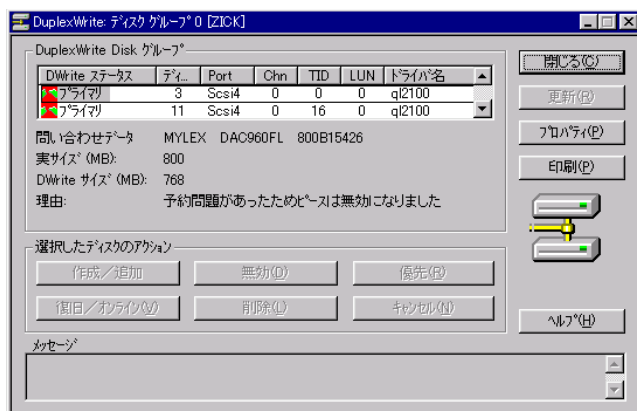 DuplexWrite: ディスク グループ 0 [ZICK]
DuplexWrite Disk グループ
DWrite ステータス ディ... Port Chn TID LUN ドライバ名
プライマリ 3 Scsi4 0 0 0 ql2100
プライマリ 11 Scsi4 0 16 0 ql2100
問い合わせデータ MYLEX DAC960FL 800B15426
実サイズ (MB): 800
DWrite サイズ (MB): 768
理由: 予約問題があったためピースは無効になりました
選択したディスクのアクション
作成/追加 無効(D)優先(R)
復旧/オンライン(V) 削除(L) キャンセル(N)
メッセージ
閉じる(C)
更新(R)
プロパティ(P)
印刷(P)
ヘルプ(H)